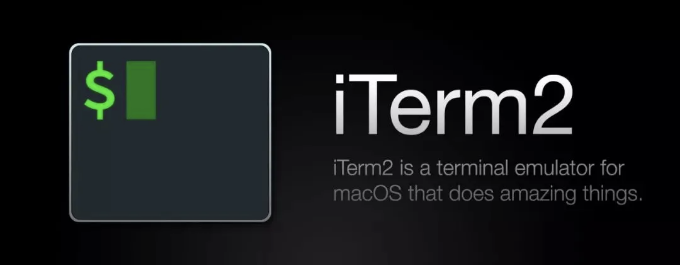 $
iTerm2
iTerm2 is a terminal emulator for
macOS that does amazing things.